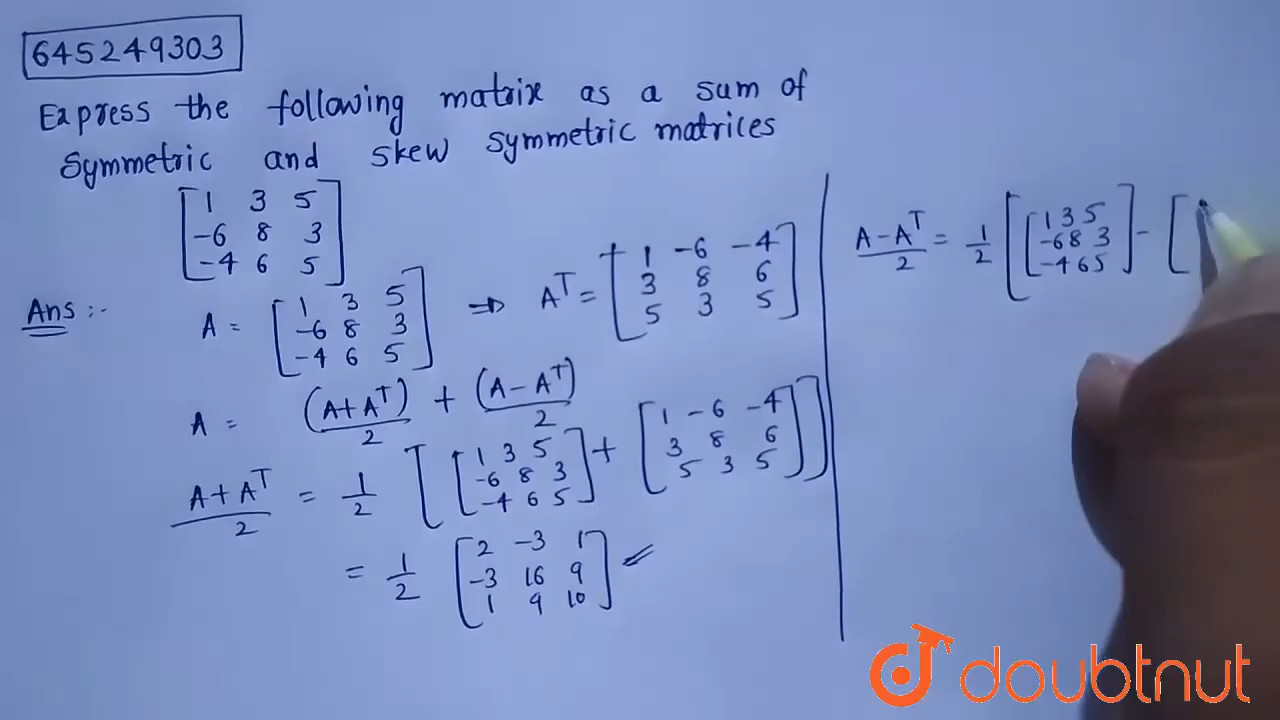 645249303
Express the following matrix as a sum of
Symmetric and skew symmetric matrices
[1 3 5
-6 8 3
-4 6 5]
Ans :-
A = [1 3 5
-6 8 3
-4 6 5] ⇒ A^T = [1 -6 -4
3 8 6
5 3 5]
A = (A+A^T)/2 + (A-A^T)/2
A+A^T/2 = 1/2 [[1 3 5
-6 8 3
-4 6 5] + [1 -6 -4
3 8 6
5 3 5]]
= 1/2 [2 -3 1
-3 16 9
1 9 10]
A-A^T/2 = 1/2 [[1 3 5
-6 8 3
-4 6 5] - [
doubtnut